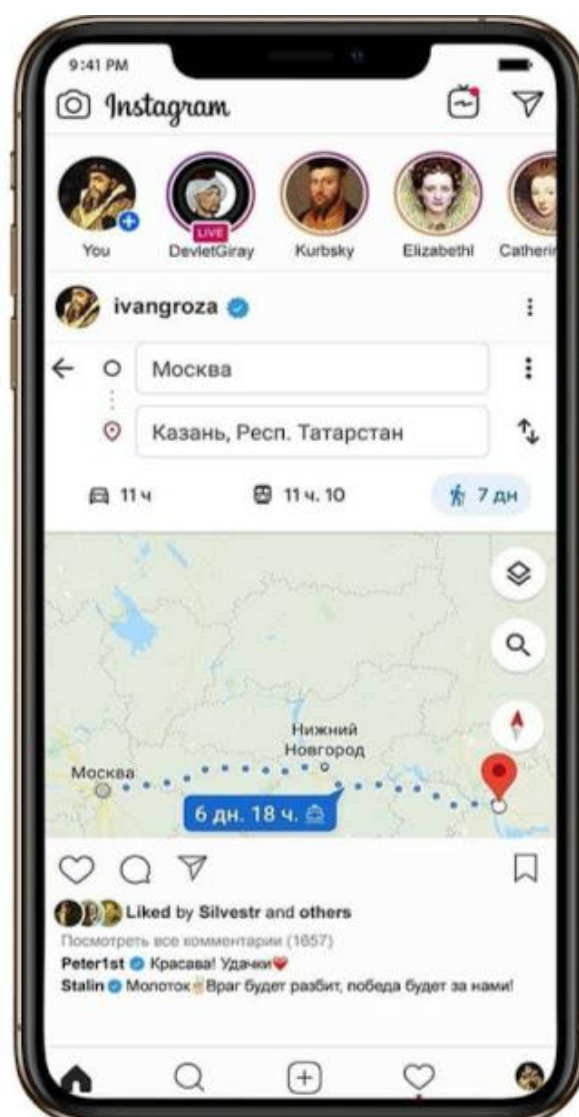 9:41 PM
Instagram
You
LIVE
DevletGiray
Kurbsky
ElizabethI
Catherin
ivangroza
Москва
Казань, Респ. Татарстан
11 ч
11 ч. 10
7 дн
Нижний
Новгород
Москва
6 дн. 18 ч.
Liked by Silvestr and others
Посмотреть все комментарии (1657)
Peter1st Красава! Удачки
Stalin Молоток Враг будет разбит, победа будет за нами!